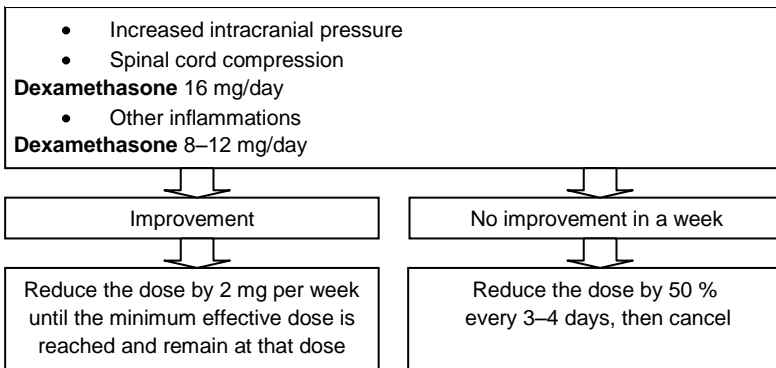 • Increased intracranial pressure
• Spinal cord compression
Dexamethasone 16 mg/day
• Other inflammations
Dexamethasone 8–12 mg/day
Improvement
No improvement in a week
Reduce the dose by 2 mg per week
until the minimum effective dose is
reached and remain at that dose
Reduce the dose by 50 %
every 3–4 days, then cancel